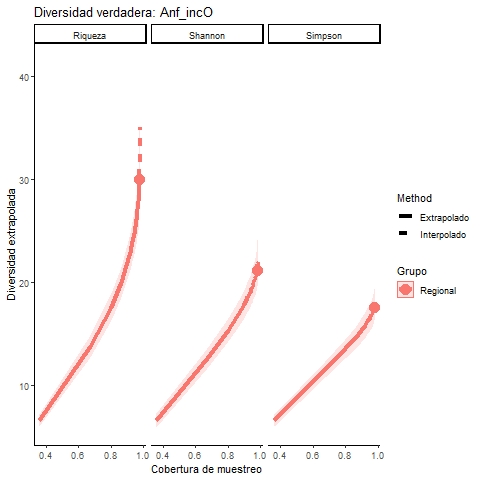 Diversidad verdadera: Anf_incO
Riqueza
Shannon
Simpson
Diversidad extrapolada
40
30
20
10
0.4 0.6 0.8 1.0
0.4 0.6 0.8 1.0
0.4 0.6 0.8 1.0
Cobertura de muestreo
Method
Extrapolado
Interpolado
Grupo
Regional